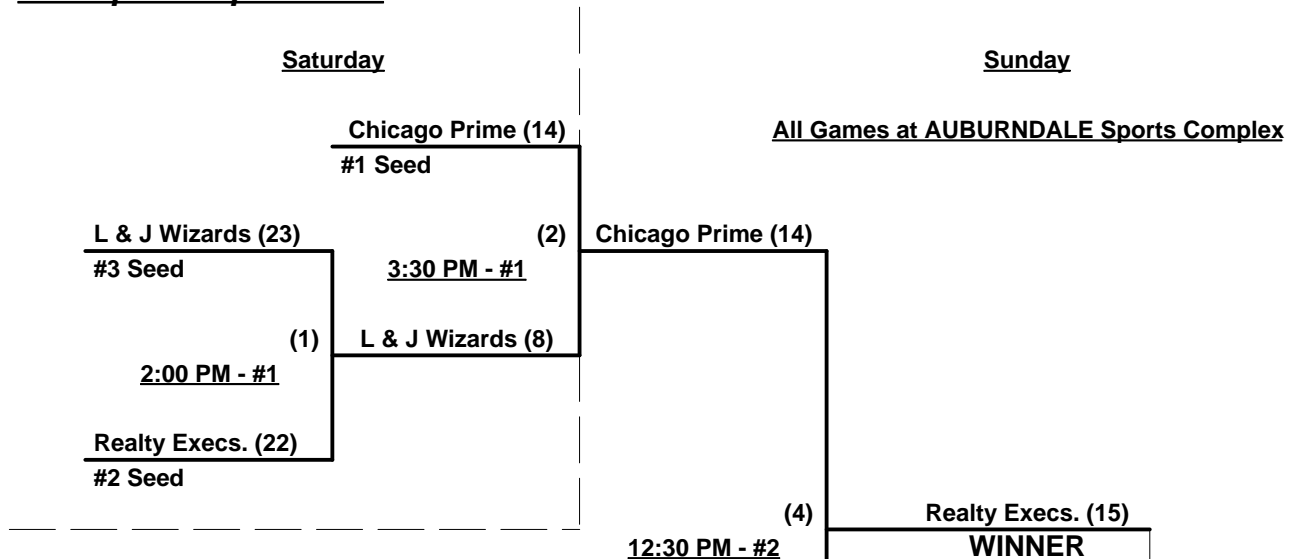 Saturday
Sunday
Chicago Prime (14)
All Games at AUBURNDALE Sports Complex
#1 Seed
L & J Wizards (23)
(2)
Chicago Prime (14)
#3 Seed
3:30 PM - #1
(1)
L & J Wizards (8)
2:00 PM - #1
Realty Execs. (22)
#2 Seed
(4)
Realty Execs. (15)
12:30 PM - #2
WINNER